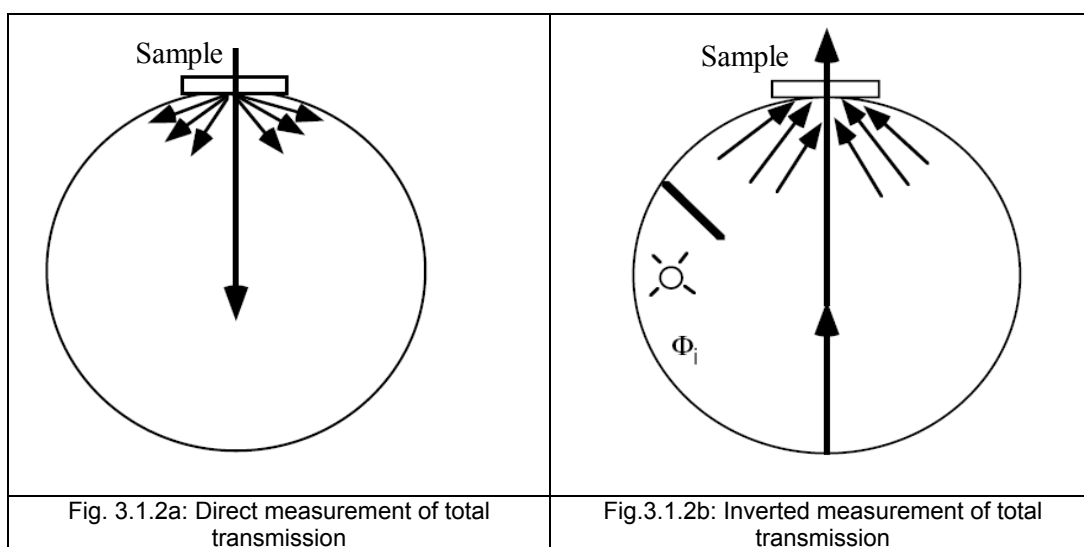 Sample
Sample
Φi
Fig. 3.1.2a: Direct measurement of total
transmission
Fig.3.1.2b: Inverted measurement of total
transmission